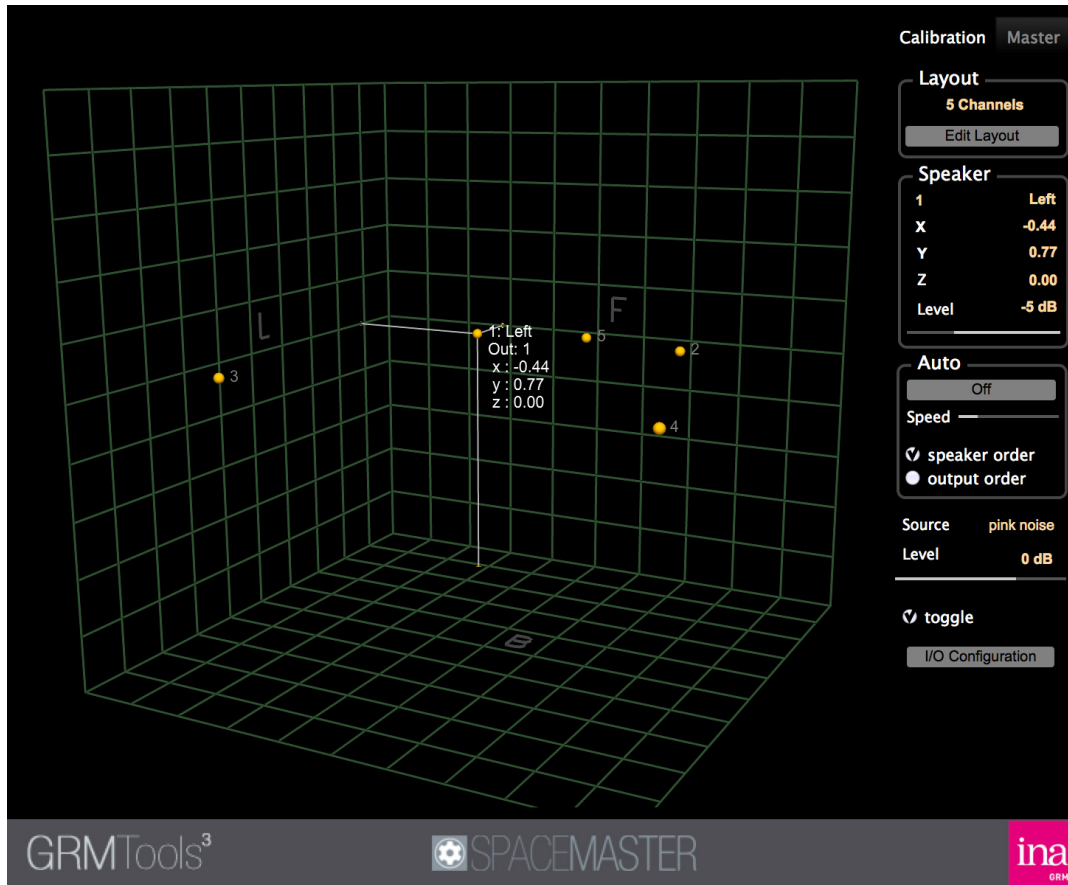 Calibration Master
Layout
5 Channels
Edit Layout
Speaker
1 Left
X -0.44
Y 0.77
Z 0.00
Level -5 dB
Auto
Off
Speed
speaker order
output order
Source pink noise
Level 0 dB
toggle
I/O Configuration
L
F
1: Left
Out: 1
x : -0.44
y : 0.77
z : 0.00
5
2
3
4
B
GRMTools3
SPACEMASTER
ina
GRM